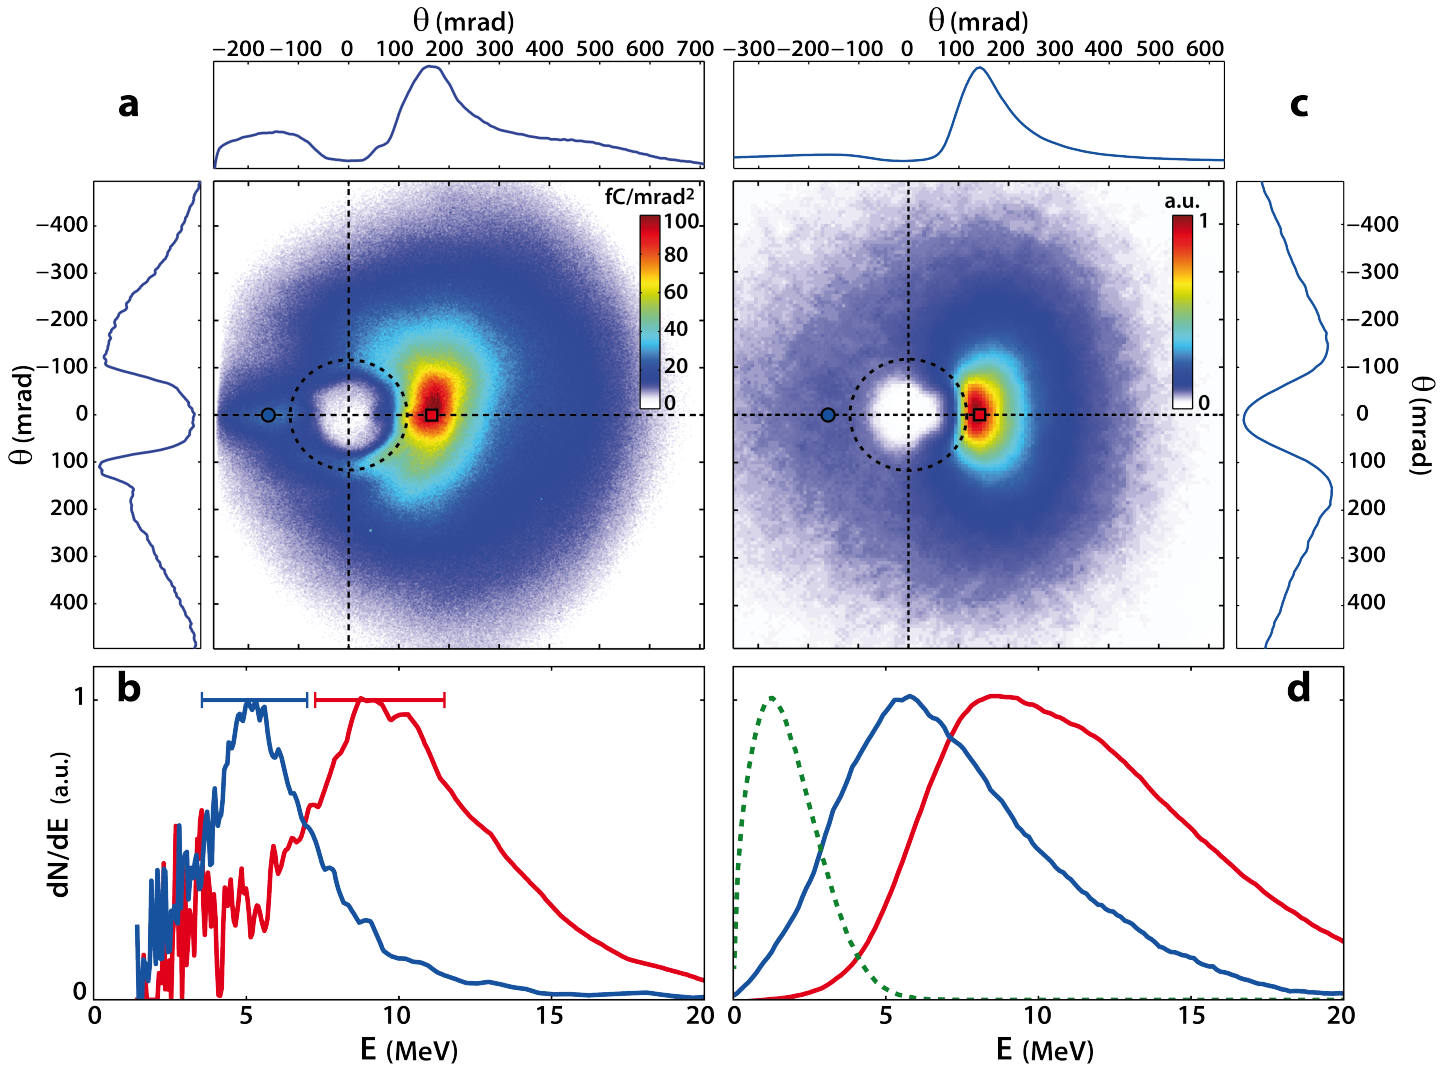 θ (mrad)
−200 −100 0 100 200 300 400 500 600 700
θ (mrad)
−300 −200 −100 0 100 200 300 400 500 600
a
c
fC/mrad2
100
80
60
40
20
0
a.u.
1
0
θ (mrad)
−400
−300
−200
−100
0
100
200
300
400
−400
−300
−200
−100
0
100
200
300
400
θ (mrad)
b
d
dN/dE (a.u.)
1
0
0 5 10 15 20
E (MeV)
0 5 10 15 20
E (MeV)